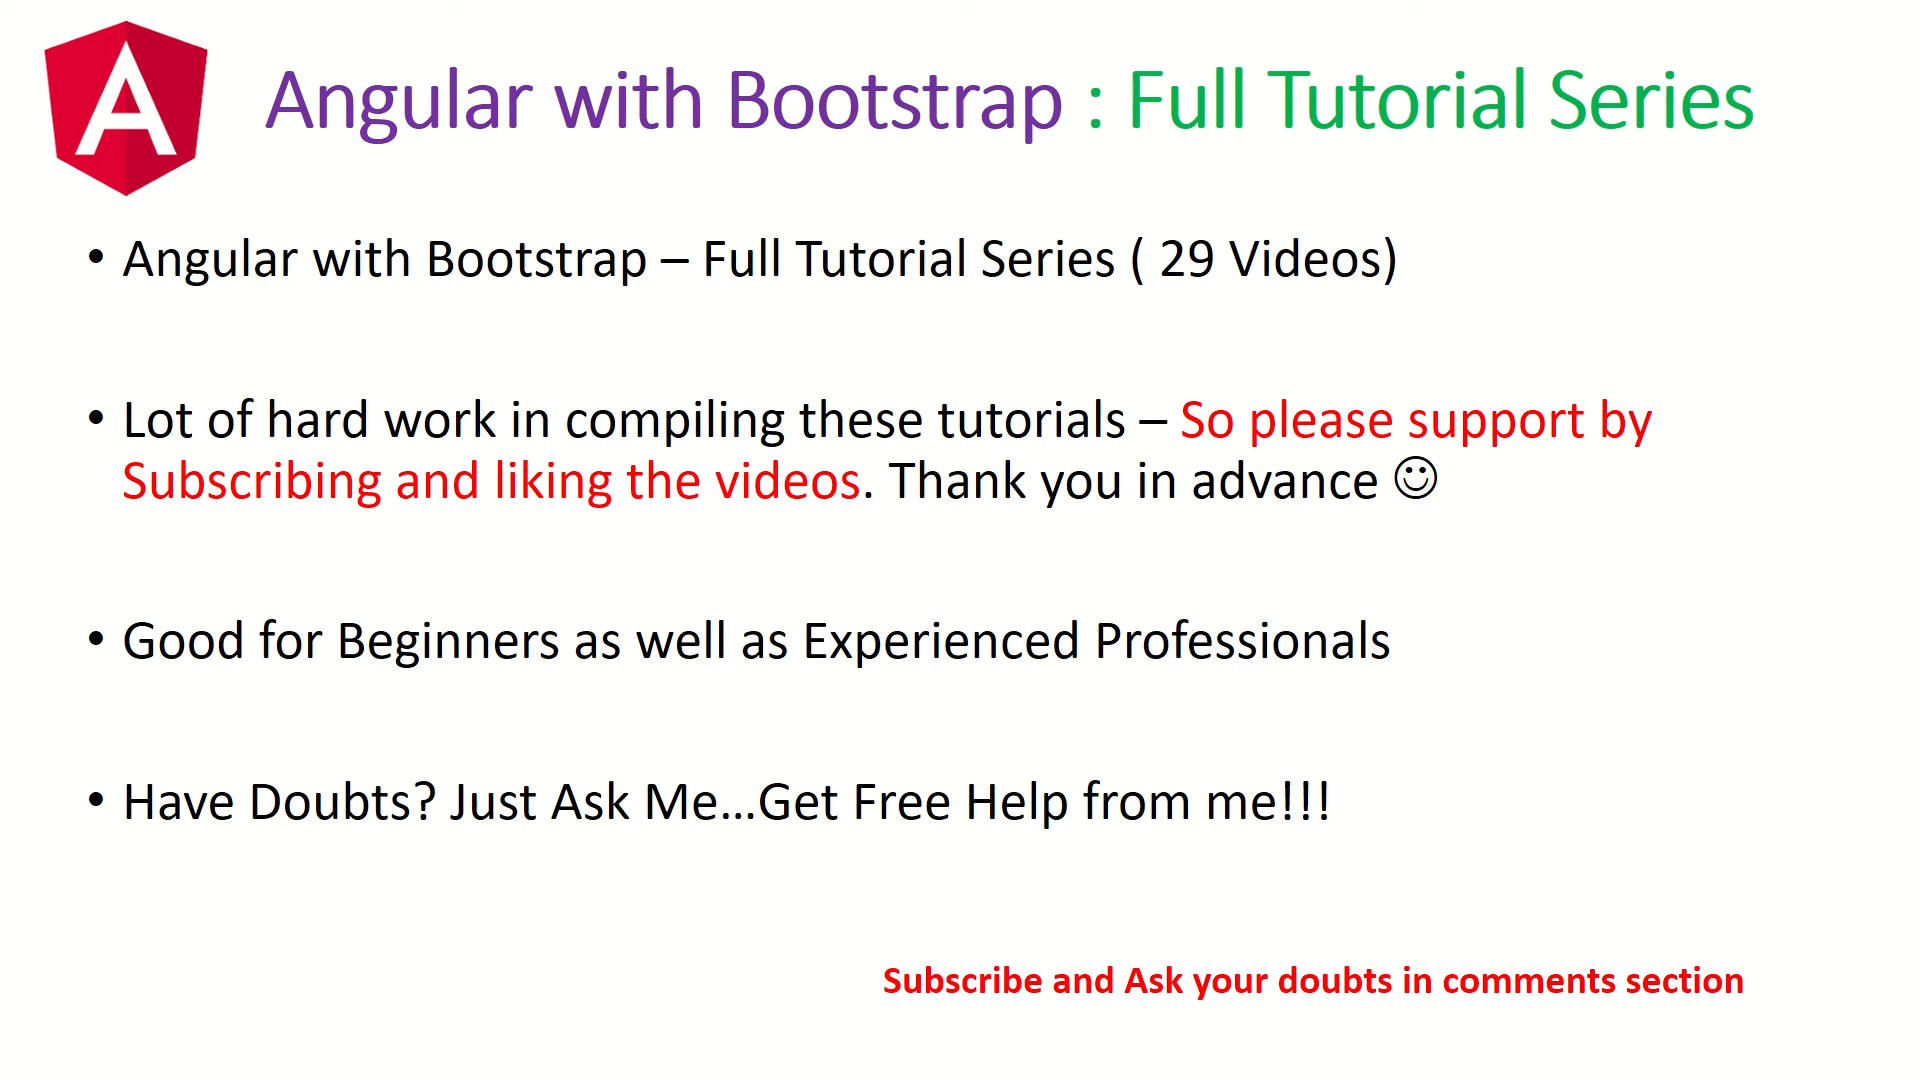 Angular with Bootstrap : Full Tutorial Series
• Angular with Bootstrap – Full Tutorial Series ( 29 Videos)
• Lot of hard work in compiling these tutorials – So please support by
Subscribing and liking the videos. Thank you in advance ☺
• Good for Beginners as well as Experienced Professionals
• Have Doubts? Just Ask Me…Get Free Help from me!!!
Subscribe and Ask your doubts in comments section